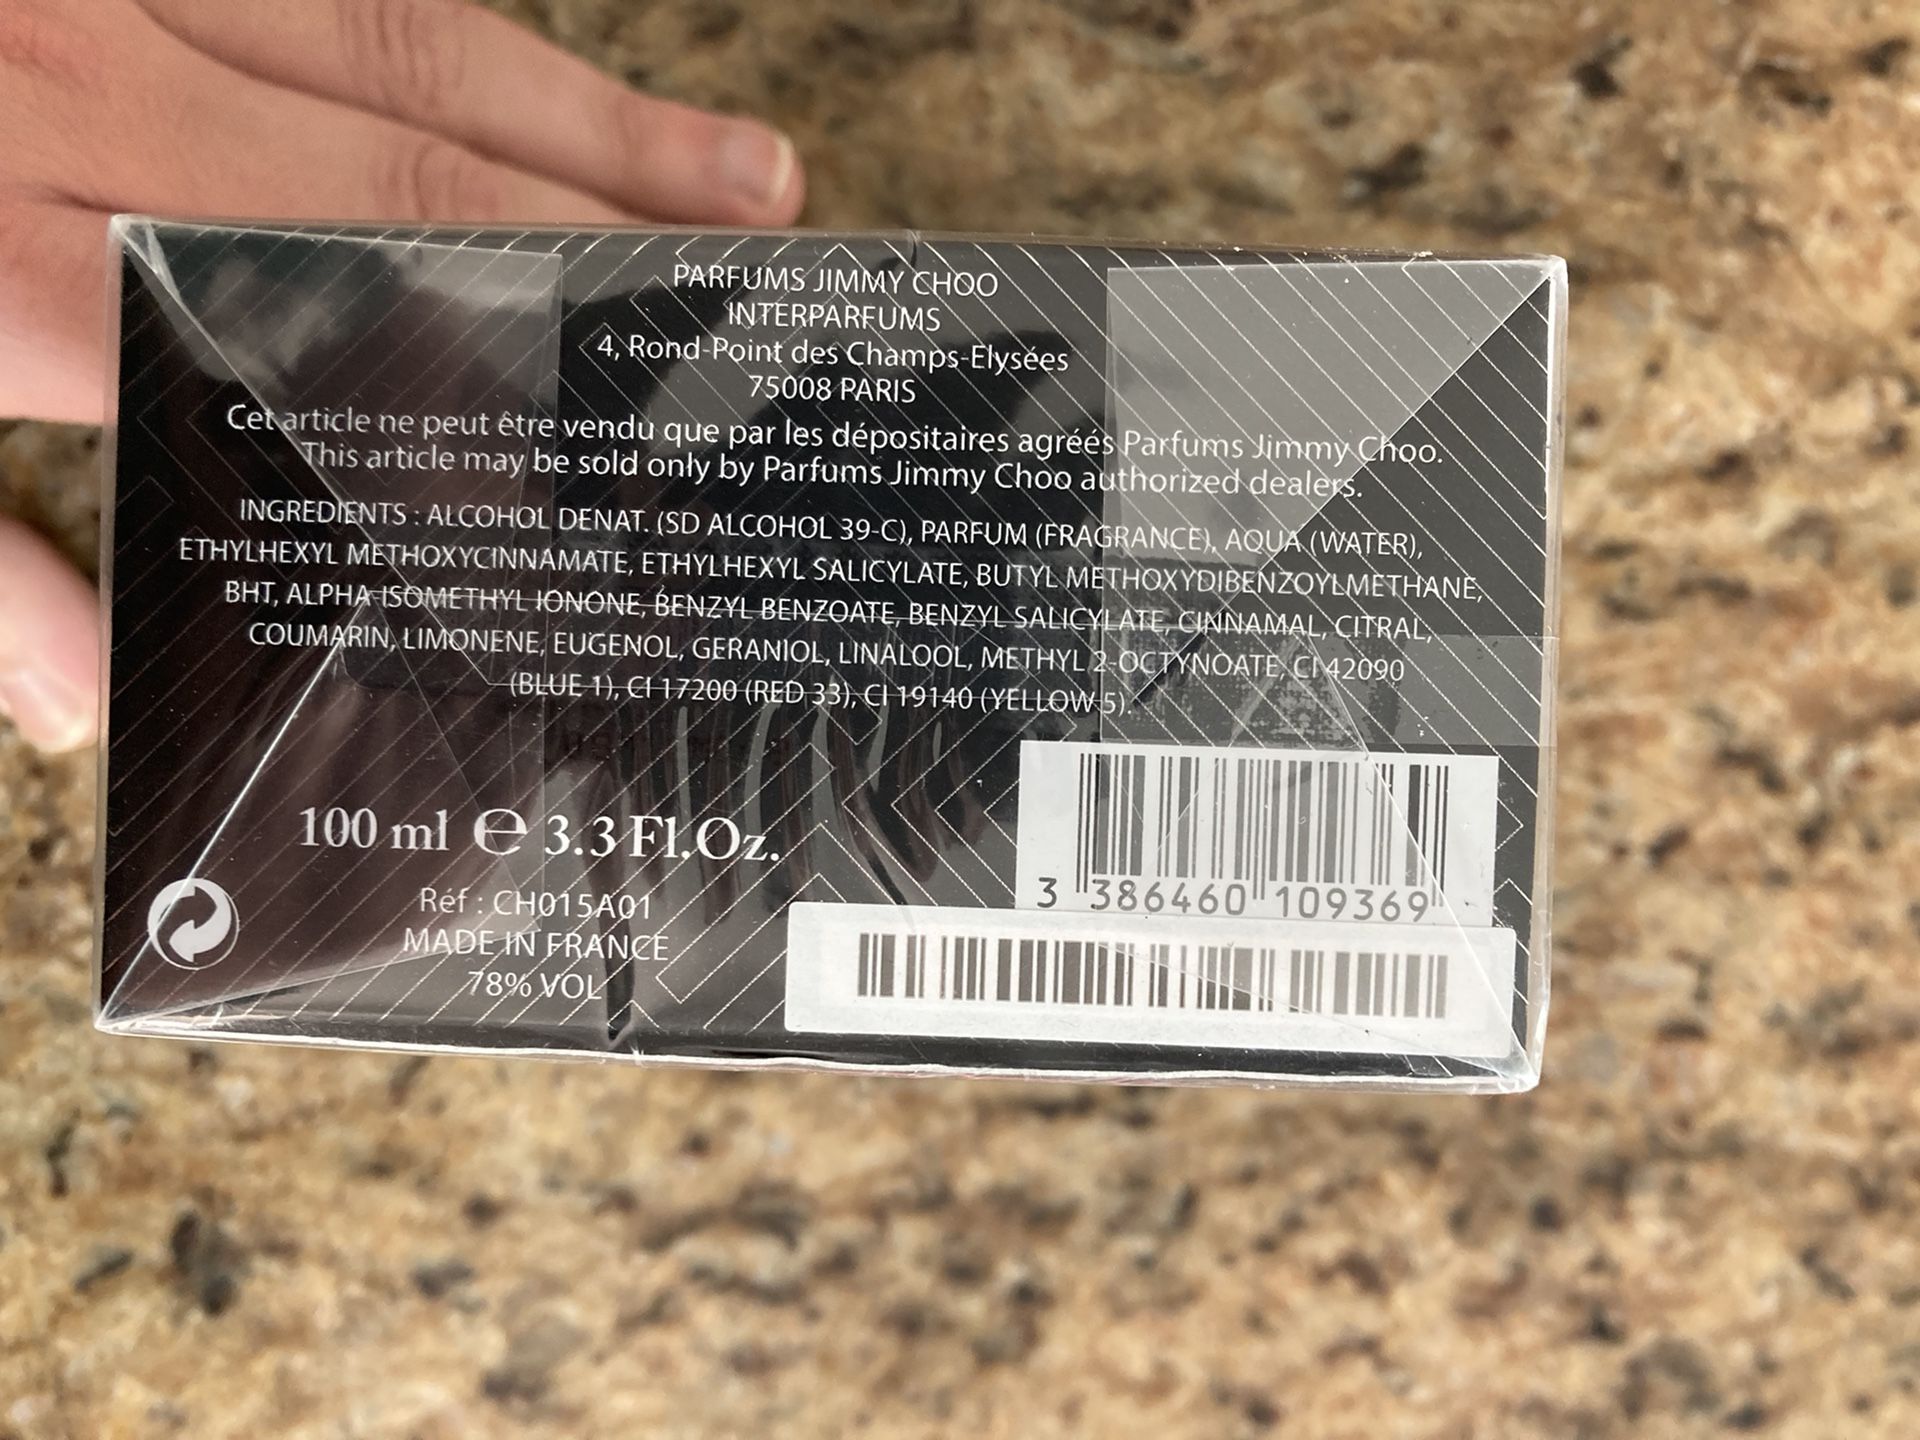 PARFUMS JIMMY CHOO
INTERPARFUMS
4, Rond-Point des Champs-Elysées
75008 PARIS
Cet article ne peut être vendu que par les dépositaires agréés Parfums Jimmy Choo.
This article may be sold only by Parfums Jimmy Choo authorized dealers.
INGREDIENTS : ALCOHOL DENAT. (SD ALCOHOL 39-C), PARFUM (FRAGRANCE), AQUA (WATER),
ETHYLHEXYL METHOXYCINNAMATE, ETHYLHEXYL SALICYLATE, BUTYL METHOXYDIBENZOYLMETHANE,
BHT, ALPHA-ISOMETHYL IONONE, BENZYL BENZOATE, BENZYL SALICYLATE, CINNAMAL, CITRAL,
COUMARIN, LIMONENE, EUGENOL, GERANIOL, LINALOOL, METHYL 2-OCTYNOATE, CI 42090
(BLUE 1), CI 17200 (RED 33), CI 19140 (YELLOW 5).
100 ml ℮ 3.3 Fl.Oz.
Réf : CH015A01
MADE IN FRANCE
78% VOL
3 386460 109369